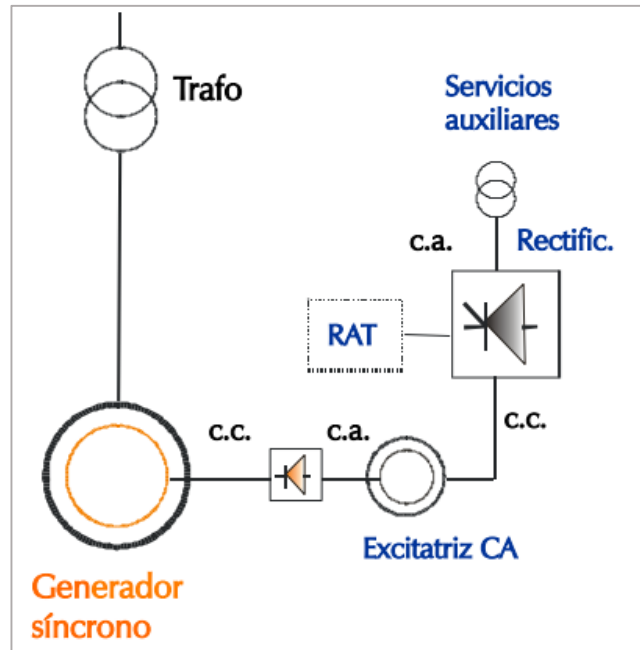 Trafo
Servicios
auxiliares
c.a.
Rectific.
RAT
c.c.
c.c.
c.a.
Excitatriz CA
Generador
síncrono